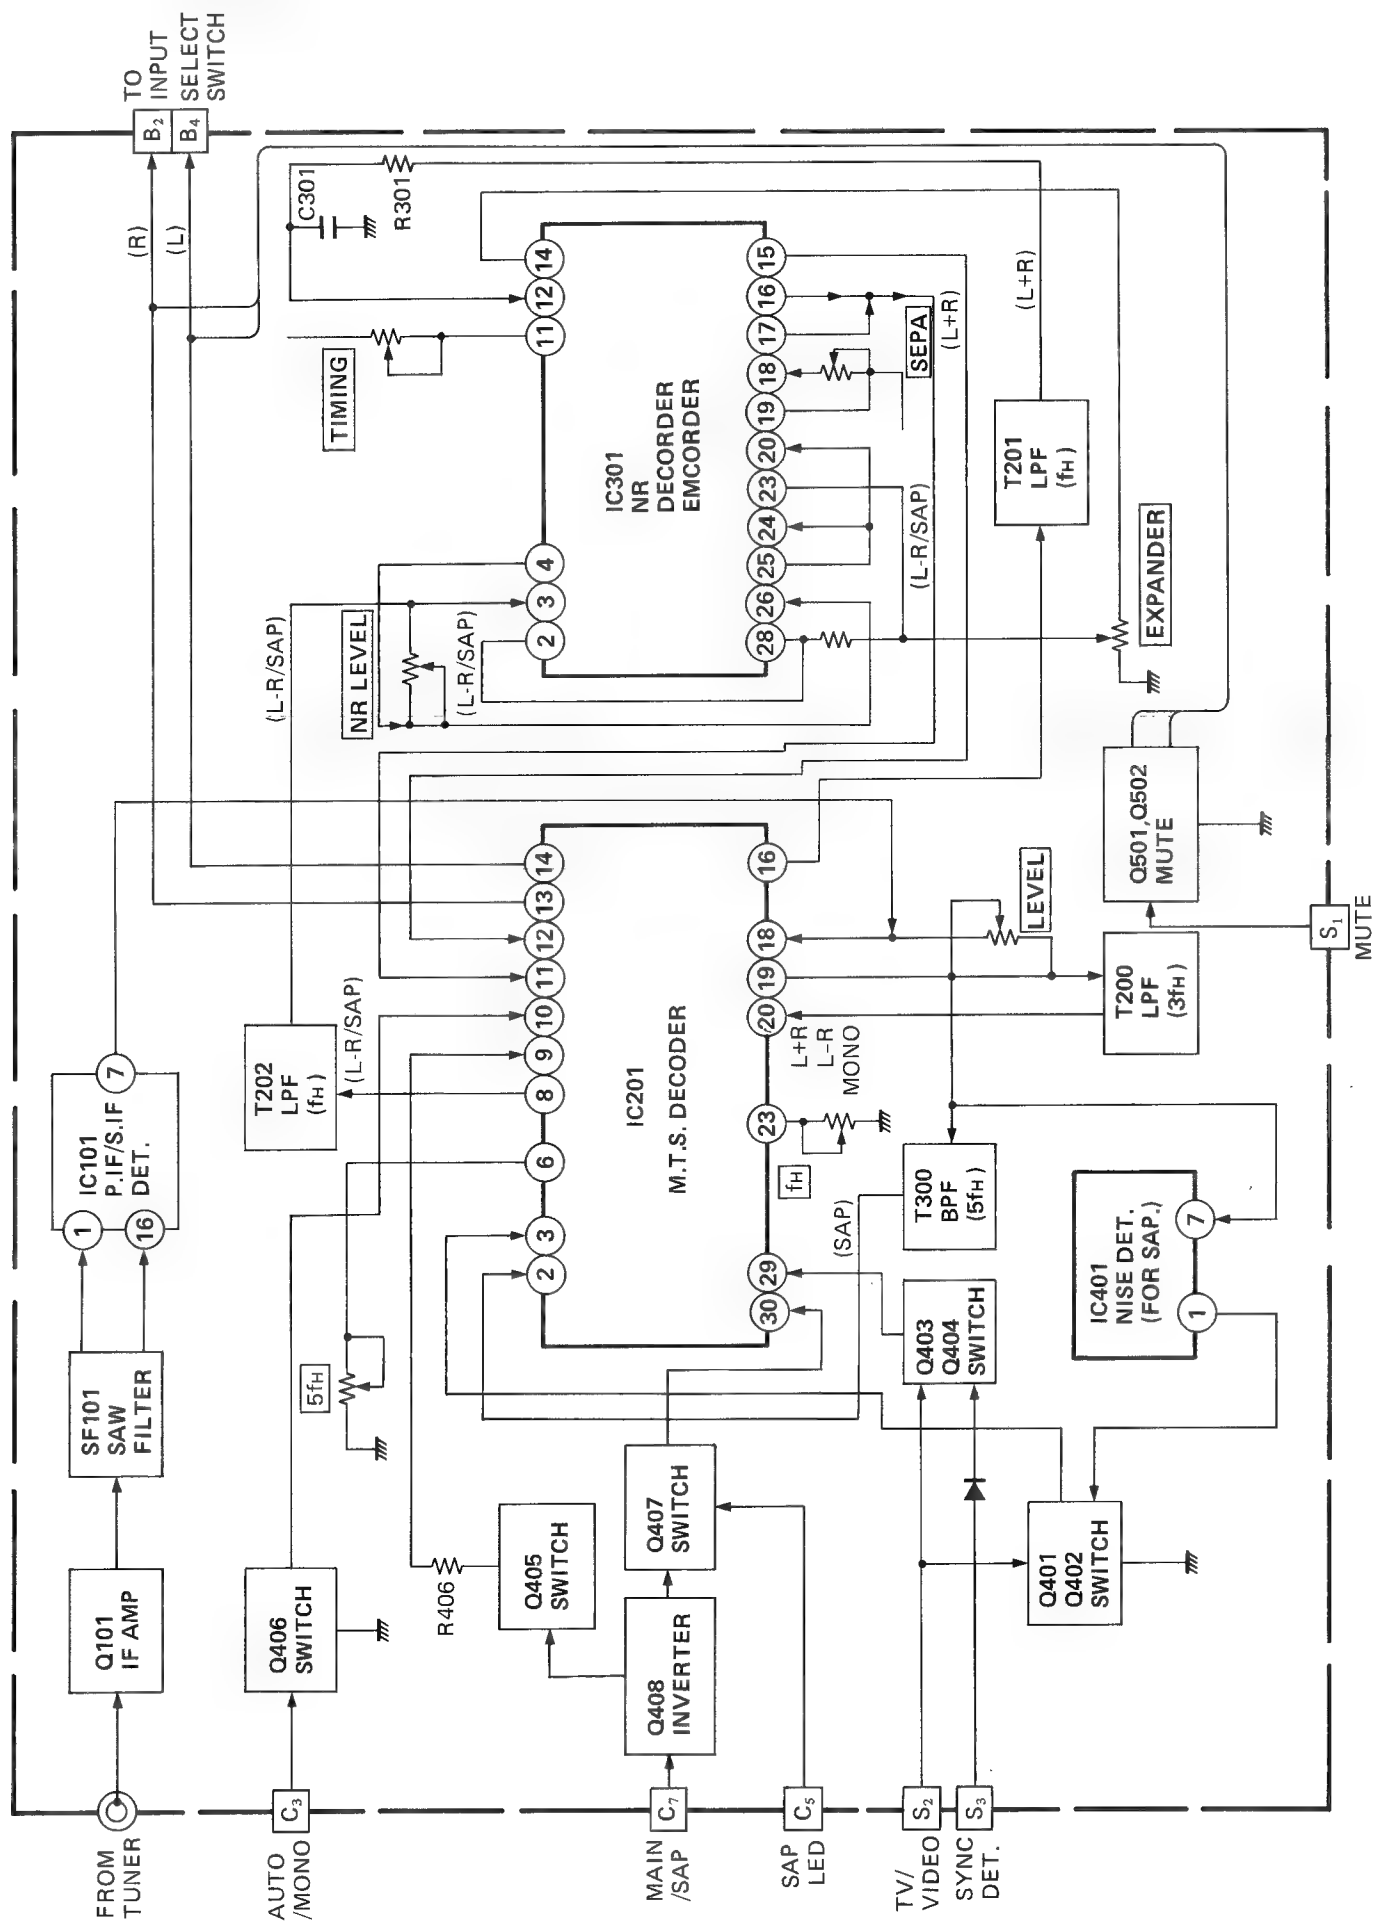 FROM
TUNER
Q101
IF AMP
SF101
SAW
FILTER
1
16
IC101
P.IF/S.IF
DET.
7
TO
INPUT
SELECT
SWITCH
B2
B4
(R)
(L)
AUTO
/MONO
C3
Q406
SWITCH
5fH
T202
LPF
(fH)
(L-R/SAP)
(L-R/SAP)
NR LEVEL
(L-R/SAP)
TIMING
C301
R301
R406
Q405
SWITCH
2
3
6
8
9
10
11
12
13
14
IC201
M.T.S. DECODER
30
29
23
20
19
18
16
2
3
4
11
12
14
IC301
NR
DECORDER
EMCORDER
28
26
25
24
23
20
19
18
17
16
15
MAIN
/SAP
C7
Q408
INVERTER
Q407
SWITCH
SAP
LED
C5
fH
L+R
L-R
MONO
(SAP)
(L-R/SAP)
SEPA
(L+R)
(L+R)
TV/
VIDEO
S2
SYNC
DET.
S3
Q403
Q404
SWITCH
T300
BPF
(5fH)
LEVEL
T201
LPF
(fH)
Q401
Q402
SWITCH
IC401
NISE DET.
(FOR SAP.)
1
7
T200
LPF
(3fH)
Q501,Q502
MUTE
EXPANDER
S1
MUTE